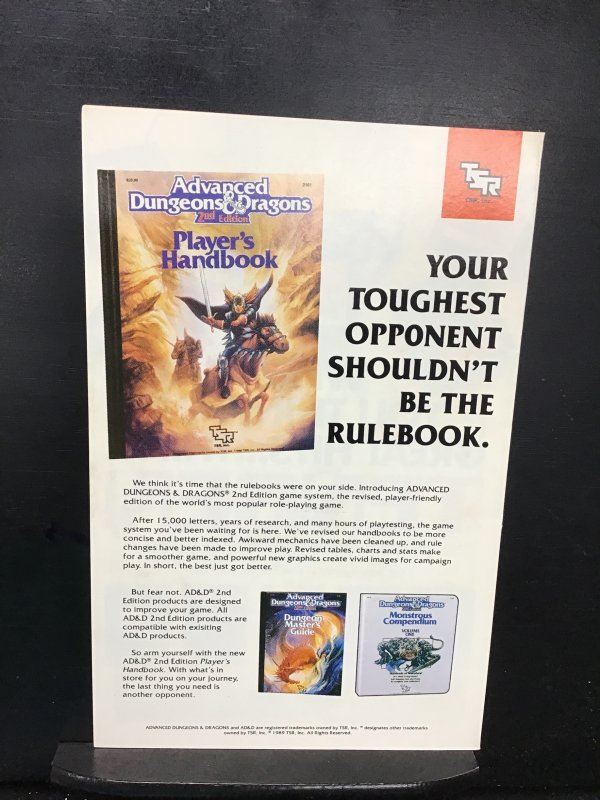 TSR
TSR, Inc.
Advanced
Dungeons & Dragons
2nd Edition
Player's
Handbook
2101
TSR
TSR, Inc.
YOUR
TOUGHEST
OPPONENT
SHOULDN'T
BE THE
RULEBOOK.
We think it's time that the rulebooks were on your side. Introducing ADVANCED
DUNGEONS & DRAGONS® 2nd Edition game system, the revised, player-friendly
edition of the world's most popular role-playing game.
After 15,000 letters, years of research, and many hours of playtesting, the game
system you've been waiting for is here. We've revised our handbooks to be more
concise and better indexed. Awkward mechanics have been cleaned up, and rule
changes have been made to improve play. Revised tables, charts and stats make
for a smoother game, and powerful new graphics create vivid images for campaign
play. In short, the best just got better.
But fear not. AD&D® 2nd
Edition products are designed
to improve your game. All
AD&D 2nd Edition products are
compatible with exisiting
AD&D products.
So arm yourself with the new
AD&D® 2nd Edition Player's
Handbook. With what's in
store for you on your journey,
the last thing you need is
another opponent.
Advanced
Dungeons & Dragons
Dungeon
Master's
Guide
Advanced
Dungeons & Dragons
Monstrous
Compendium
VOLUME
ONE
TSR
ADVANCED DUNGEONS & DRAGONS and AD&D are registered trademarks owned by TSR, Inc. ™ designates other trademarks
owned by TSR, Inc. © 1989 TSR, Inc. All Rights Reserved.